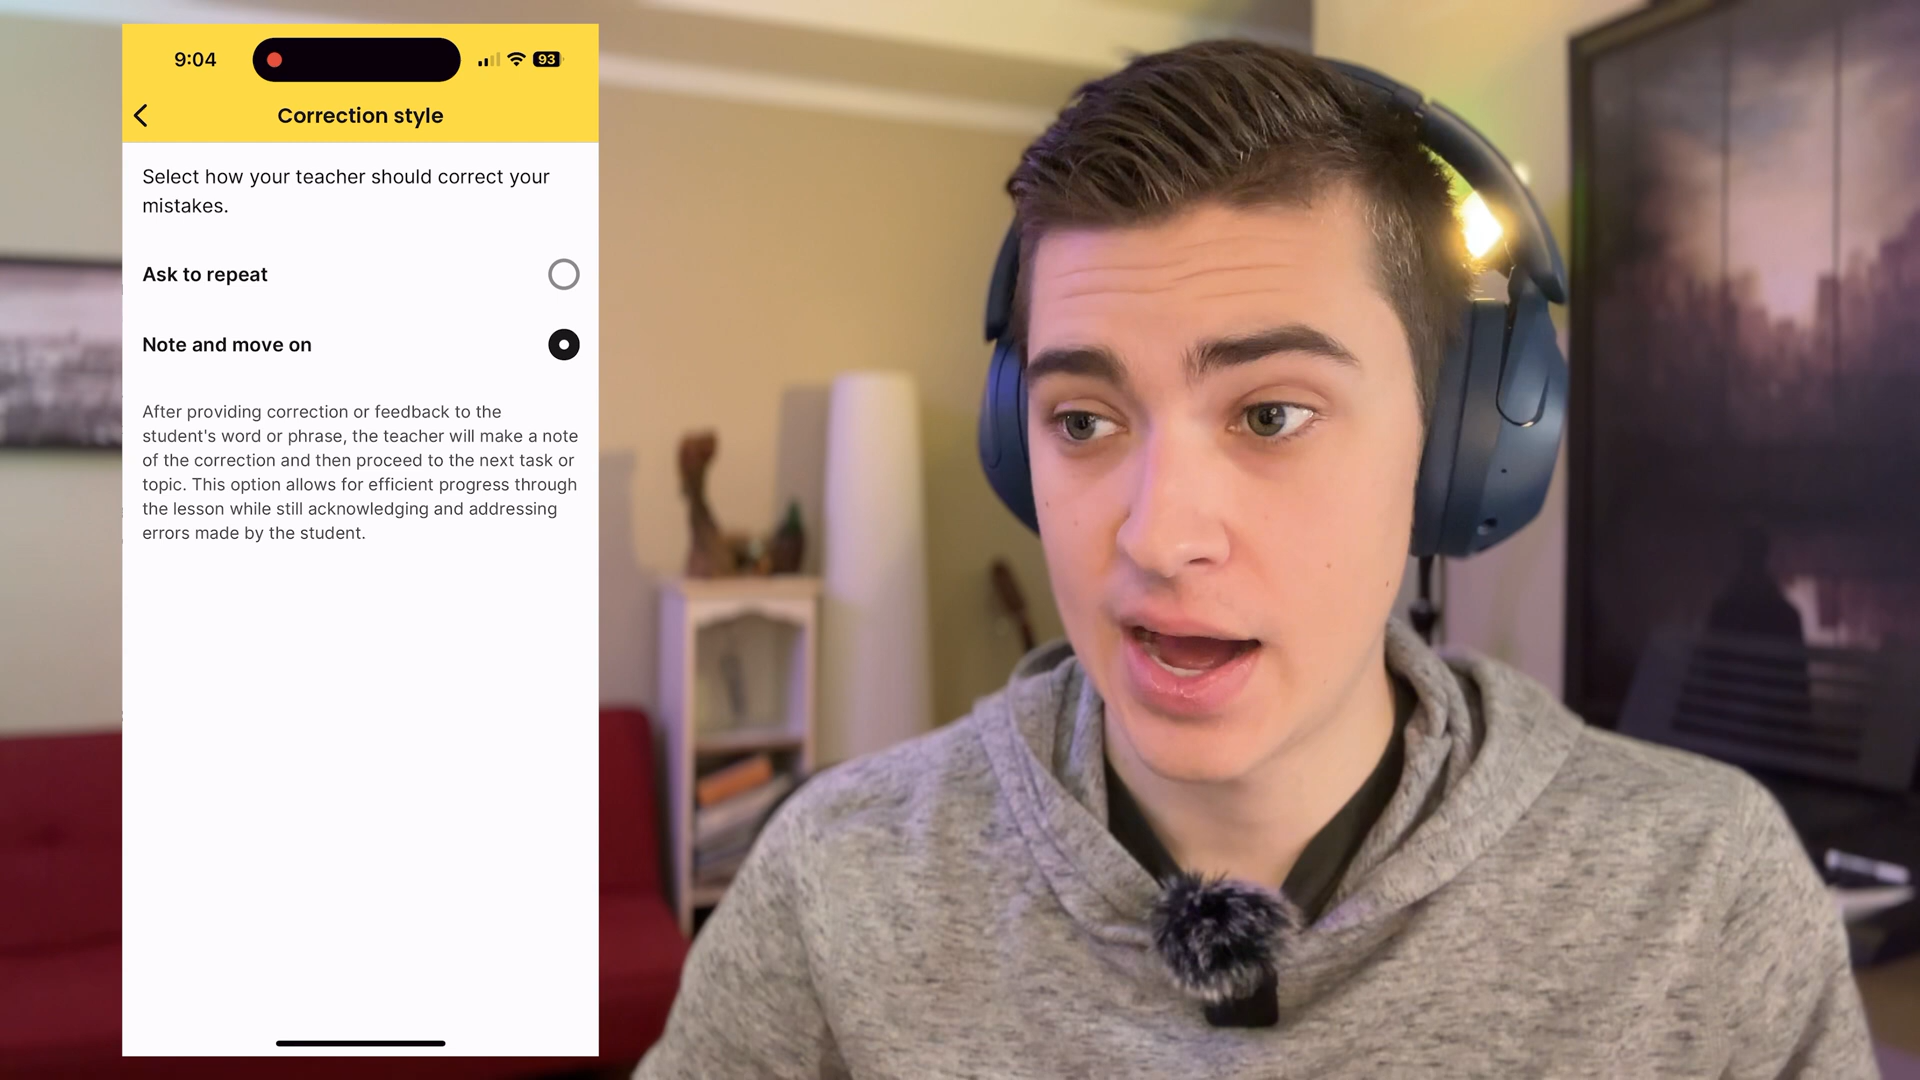 9:04
93
Correction style
Select how your teacher should correct your
mistakes.
Ask to repeat
Note and move on
After providing correction or feedback to the
student's word or phrase, the teacher will make a note
of the correction and then proceed to the next task or
topic. This option allows for efficient progress through
the lesson while still acknowledging and addressing
errors made by the student.